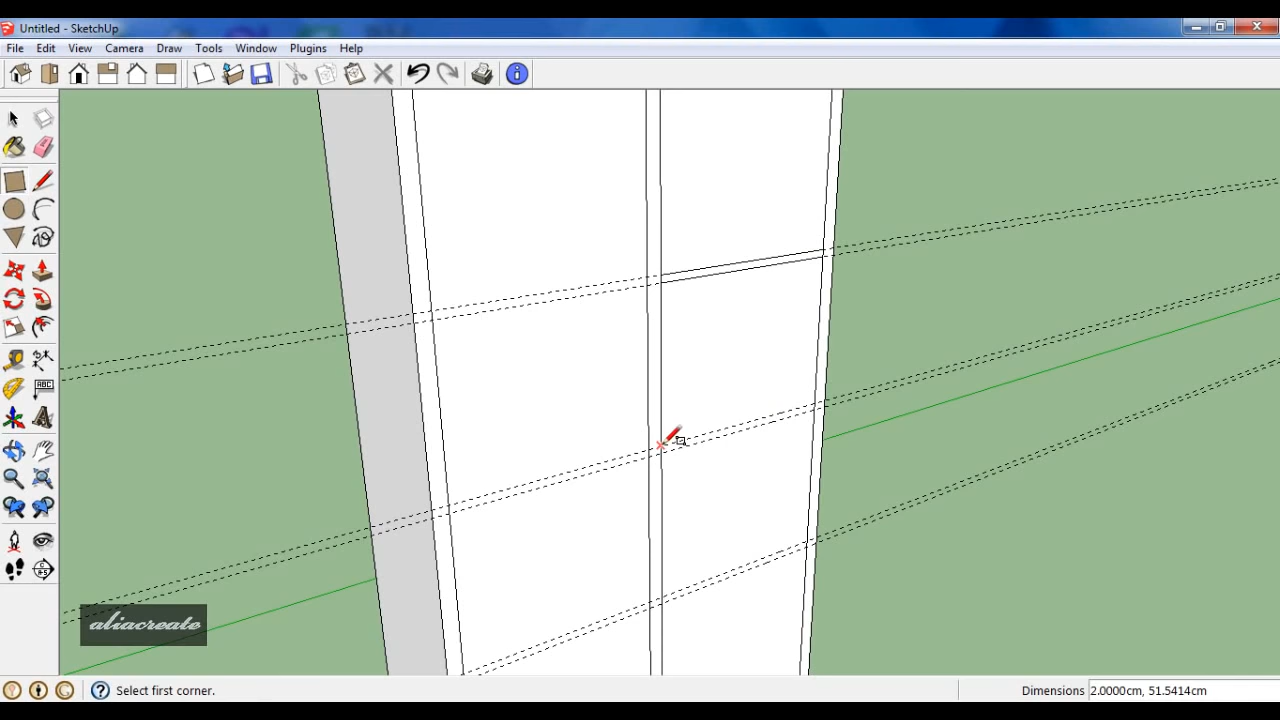 Untitled - SketchUp
File Edit View Camera Draw Tools Window Plugins Help
ABC
A
aliacreate
Select first corner.
Dimensions 2.0000cm, 51.5414cm